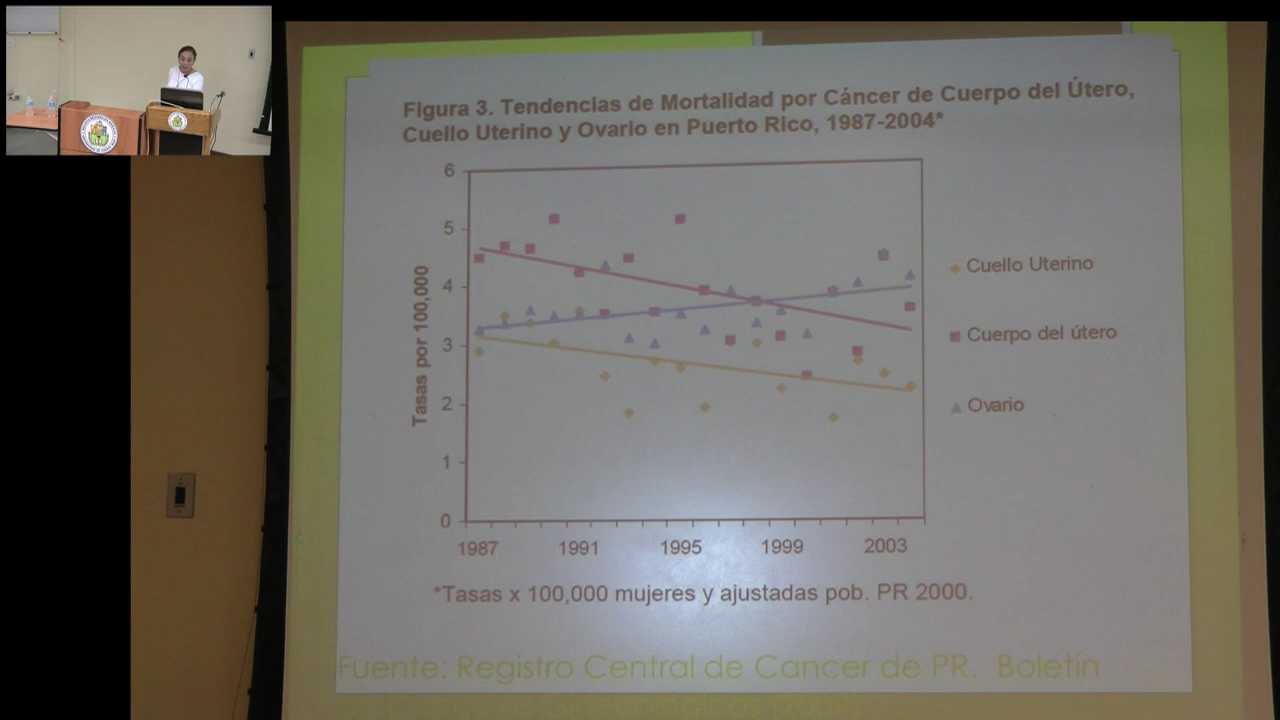 Figura 3. Tendencias de Mortalidad por Cáncer de Cuerpo del Útero,
Cuello Uterino y Ovario en Puerto Rico, 1987-2004*
6
5
4
3
2
1
0
Tasas por 100,000
1987 1991 1995 1999 2003
Cuello Uterino
Cuerpo del útero
Ovario
*Tasas x 100,000 mujeres y ajustadas pob. PR 2000.
Fuente: Registro Central de Cancer de PR. Boletín